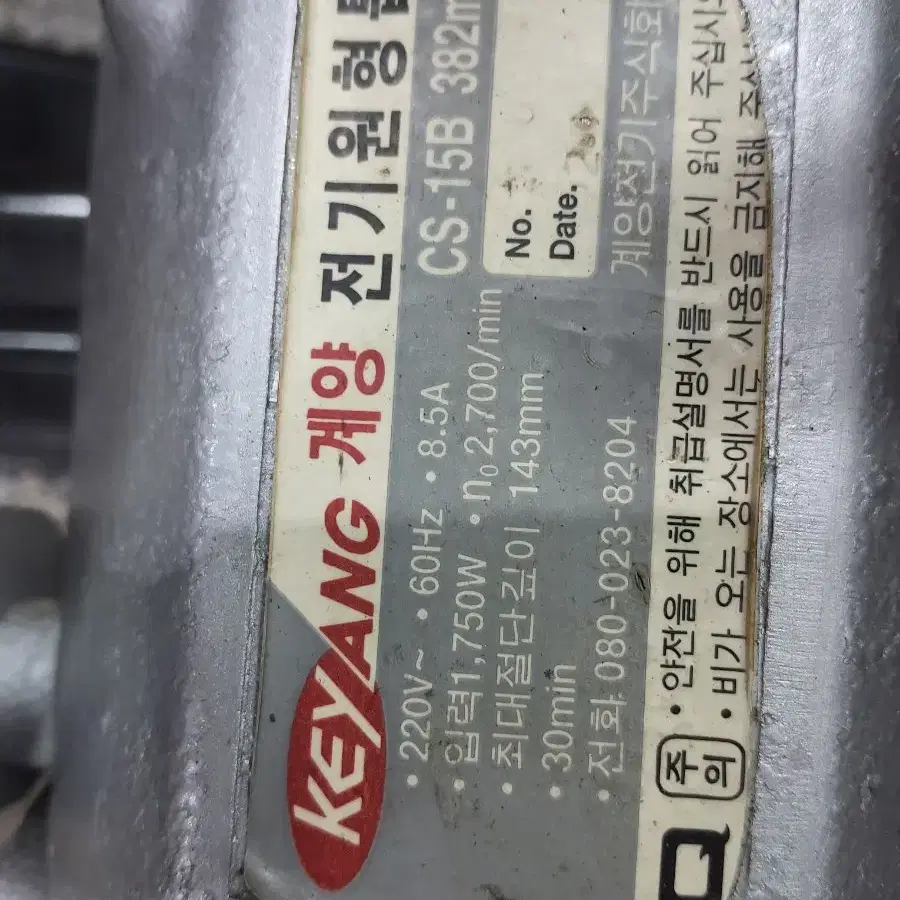 KEYANG 계양 전기원형톱
CS-15B 382m
· 220V~ · 60Hz · 8.5A
· 입력1,750W · n₀ 2,700/min
· 최대절단깊이 143mm
· 30min
· 전화: 080-023-8204
No.
Date.
계양전기주식회
주의
· 안전을 위해 취급설명서를 반드시 읽어 주십시오
· 비가 오는 장소에서는 사용을 금지해